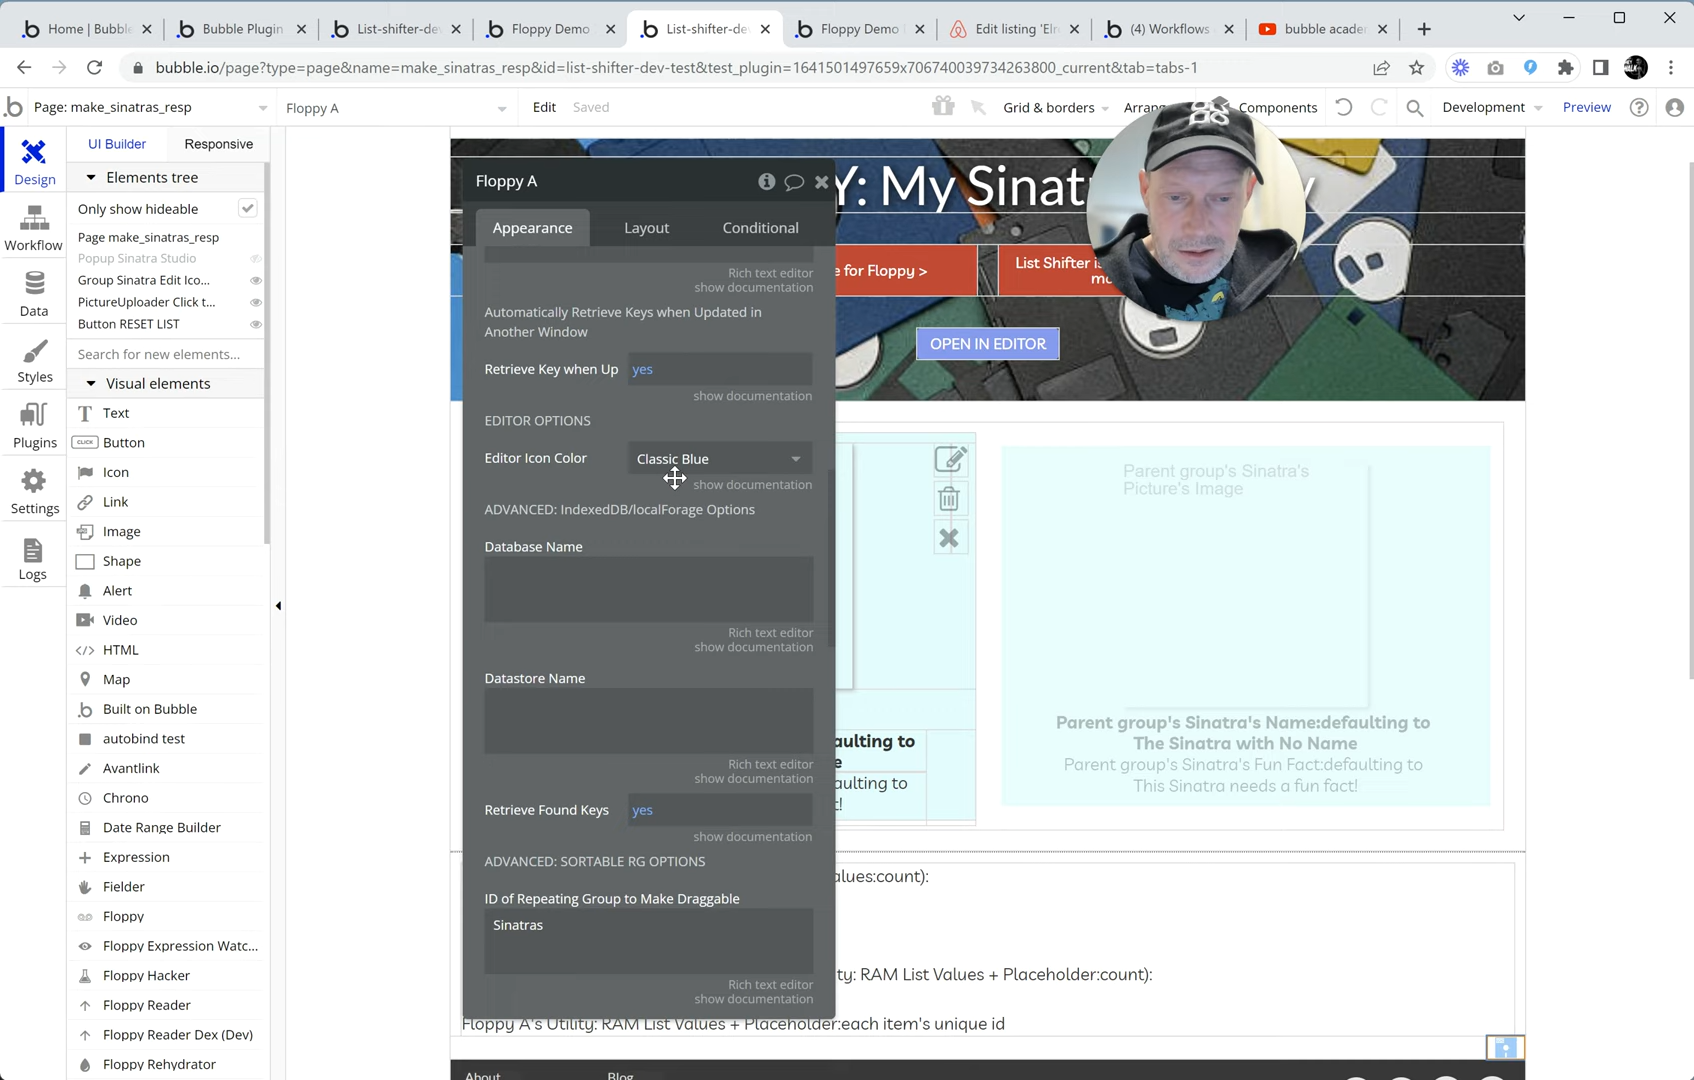 Home | Bubble
Bubble Plugin
List-shifter-dev
Floppy Demo
List-shifter-dev
Floppy Demo
Edit listing 'Elre
(4) Workflows
bubble acade
bubble.io/page?type=page&name=make_sinatras_resp&id=list-shifter-dev-test&test_plugin=1641501497659x706740039734263800_current&tab=tabs-1
Page: make_sinatras_resp
Floppy A
Edit
Saved
Grid & borders
Arrang
Components
Development
Preview
Design
Workflow
Data
Styles
Plugins
Settings
Logs
UI Builder
Responsive
Elements tree
Only show hideable
Page make_sinatras_resp
Popup Sinatra Studio
Group Sinatra Edit Ico...
PictureUploader Click t...
Button RESET LIST
Search for new elements...
Visual elements
Text
CLICK
Button
Icon
Link
Image
Shape
Alert
Video
HTML
Map
Built on Bubble
autobind test
Avantlink
Chrono
Date Range Builder
Expression
Fielder
Floppy
Floppy Expression Watc...
Floppy Hacker
Floppy Reader
Floppy Reader Dex (Dev)
Floppy Rehydrator
Floppy A
Appearance
Layout
Conditional
Rich text editor
show documentation
Automatically Retrieve Keys when Updated in
Another Window
Retrieve Key when Up
yes
show documentation
EDITOR OPTIONS
Editor Icon Color
Classic Blue
show documentation
ADVANCED: IndexedDB/localForage Options
Database Name
Rich text editor
show documentation
Datastore Name
Rich text editor
show documentation
Retrieve Found Keys
yes
show documentation
ADVANCED: SORTABLE RG OPTIONS
ID of Repeating Group to Make Draggable
Sinatras
Rich text editor
show documentation
Y: My Sinat
y
e for Floppy >
List Shifter is
mu
OPEN IN EDITOR
Parent group's Sinatra's
Picture's Image
Parent group's Sinatra's Name:defaulting to
The Sinatra with No Name
Parent group's Sinatra's Fun Fact:defaulting to
This Sinatra needs a fun fact!
aulting to
e
aulting to
t!
alues:count):
ty: RAM List Values + Placeholder:count):
Floppy A's Utility: RAM List Values + Placeholder:each item's unique id
About
Blog